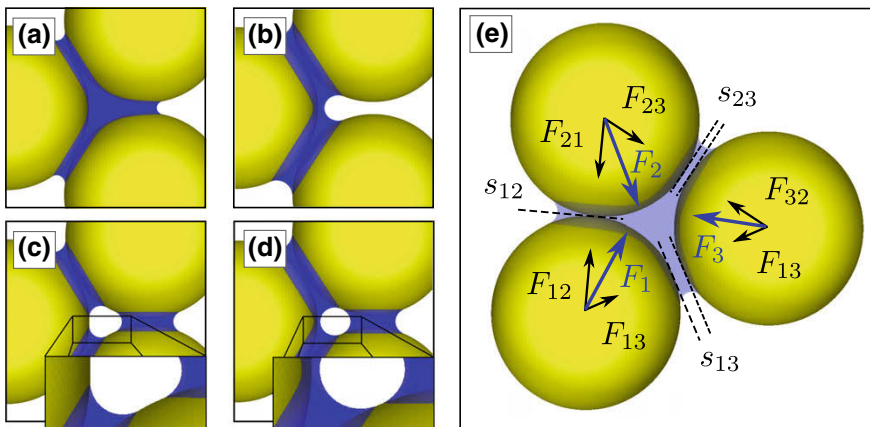 (a)
(b)
(c)
(d)
(e)
s₂₃
F₂₃
F₂₁
F₂
s₁₂
F₃₂
F₃
F₁₃
F₁₂
F₁
F₁₃
s₁₃